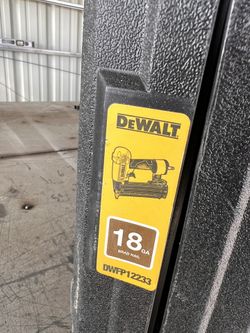 DEWALT
18 GA
BRAD NAIL
DWFP12233